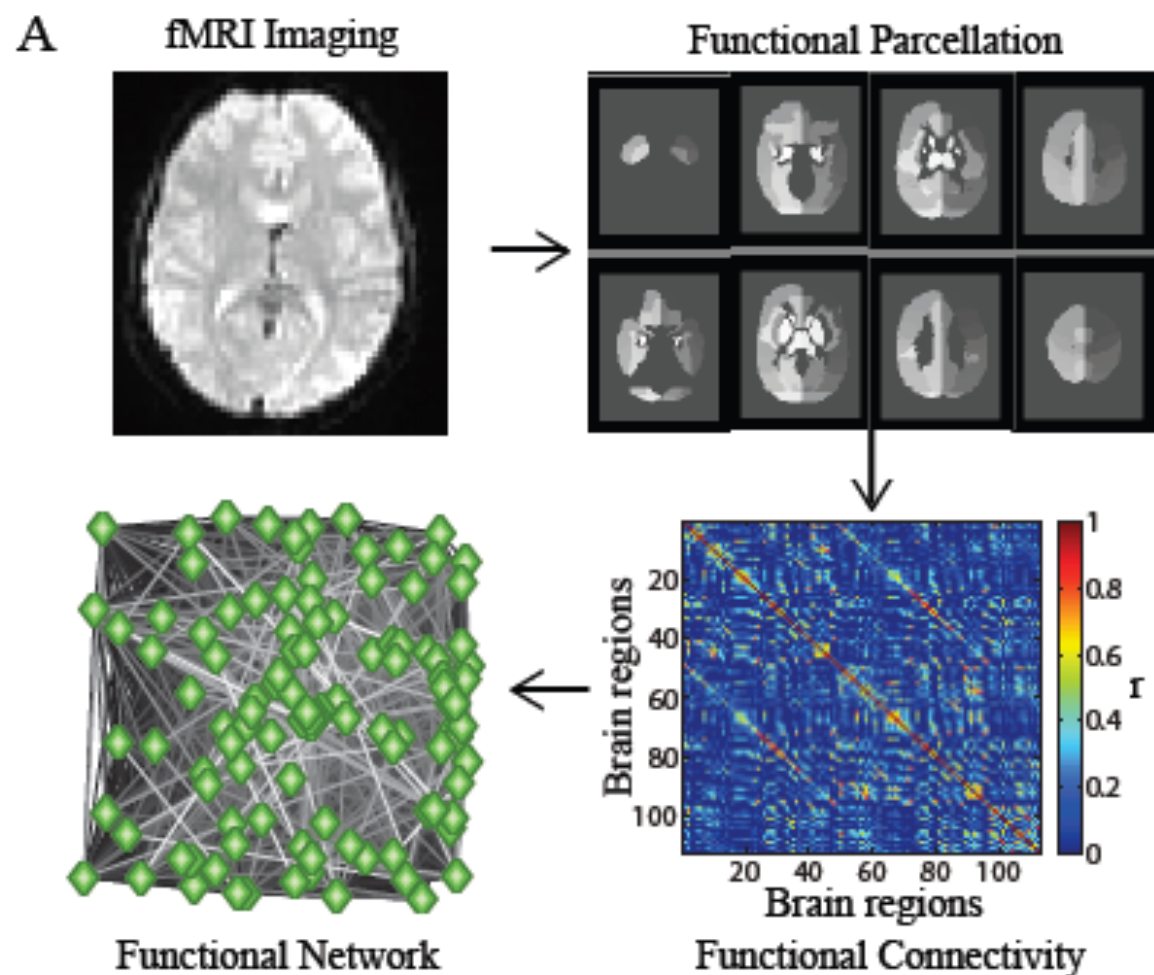 A
fMRI Imaging
Functional Parcellation
Brain regions
20
40
60
80
100
20 40 60 80 100
Brain regions
1
0.8
0.6
0.4
0.2
0
r
Functional Network
Functional Connectivity